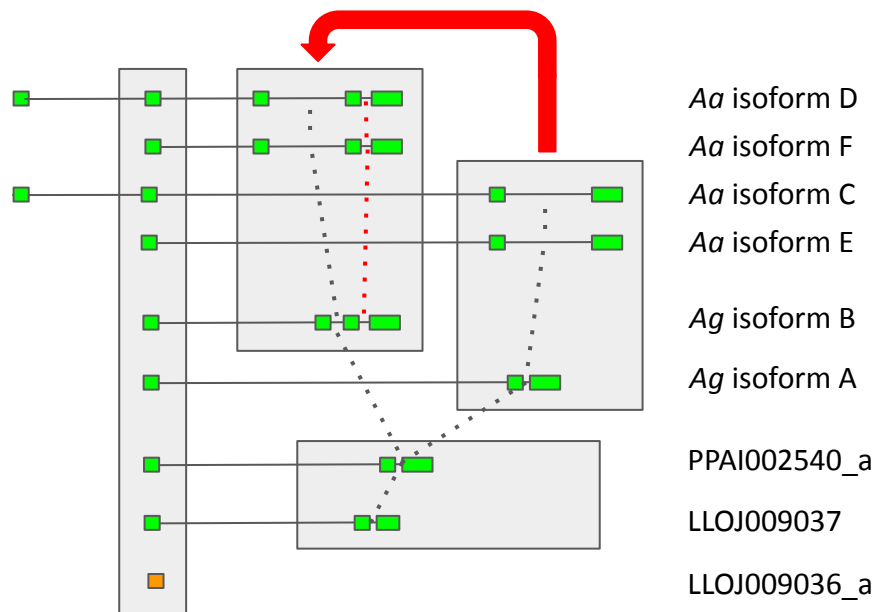 Aa isoform D
Aa isoform F
Aa isoform C
Aa isoform E
Ag isoform B
Ag isoform A
PPAI002540_a
LLOJ009037
LLOJ009036_a